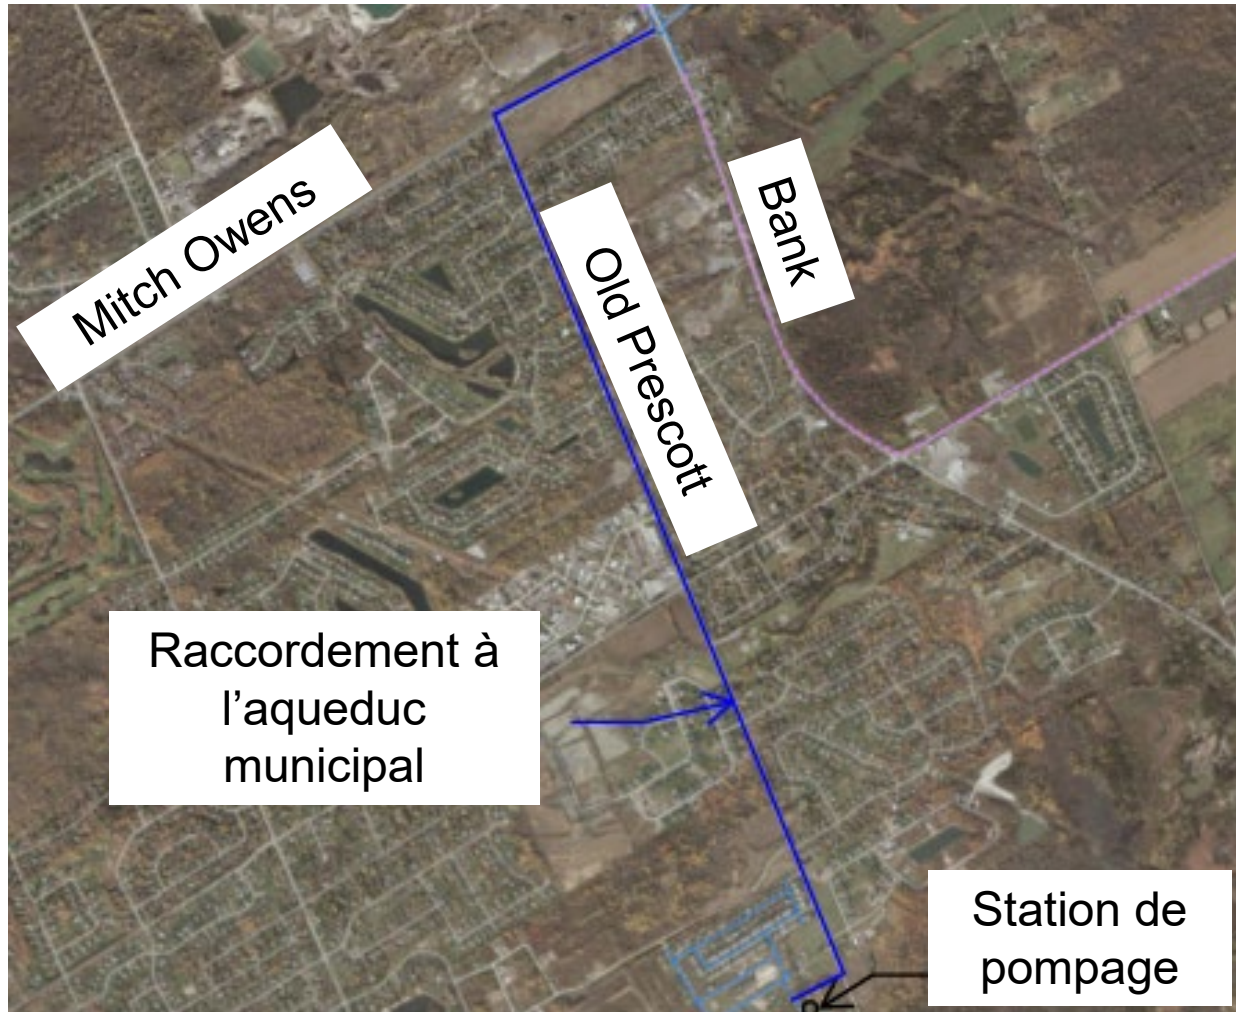 Mitch Owens
Bank
Old Prescott
Raccordement à
l’aqueduc
municipal
Station de
pompage